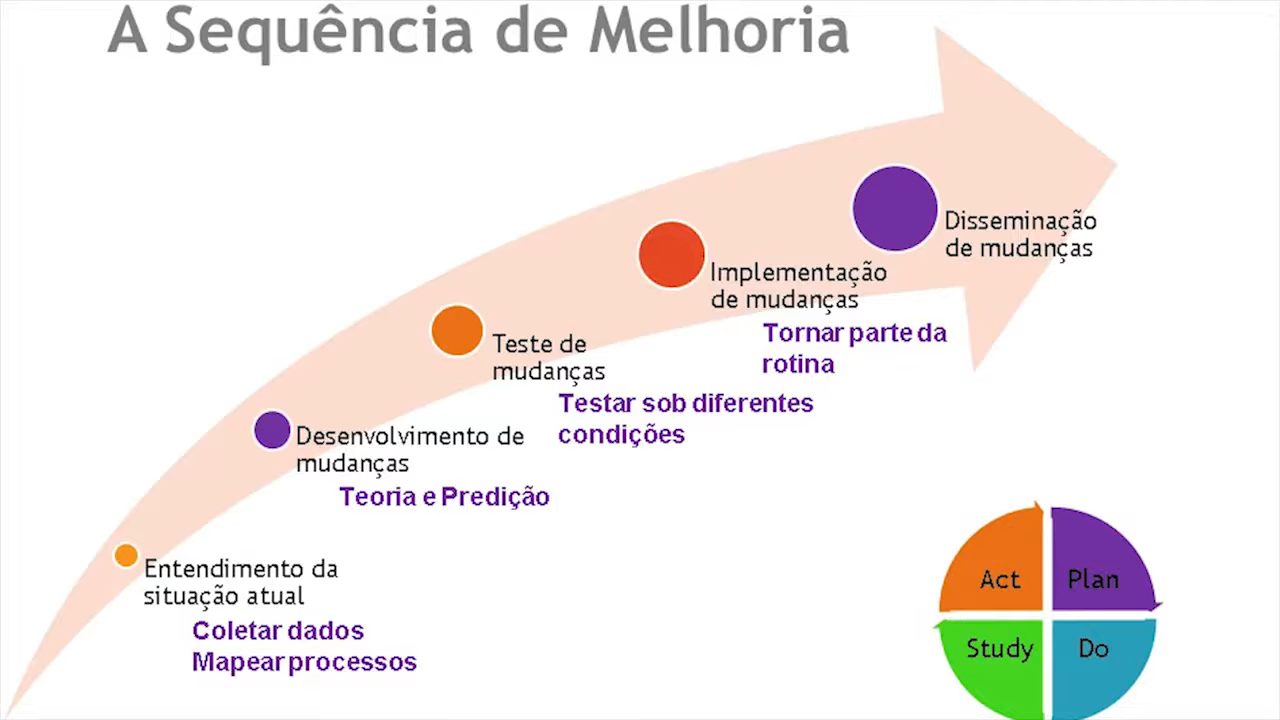 A Sequência de Melhoria
Disseminação
de mudanças
Implementação
de mudanças
Tornar parte da
rotina
Teste de
mudanças
Testar sob diferentes
condições
Desenvolvimento de
mudanças
Teoria e Predição
Entendimento da
situação atual
Coletar dados
Mapear processos
Act
Plan
Study
Do